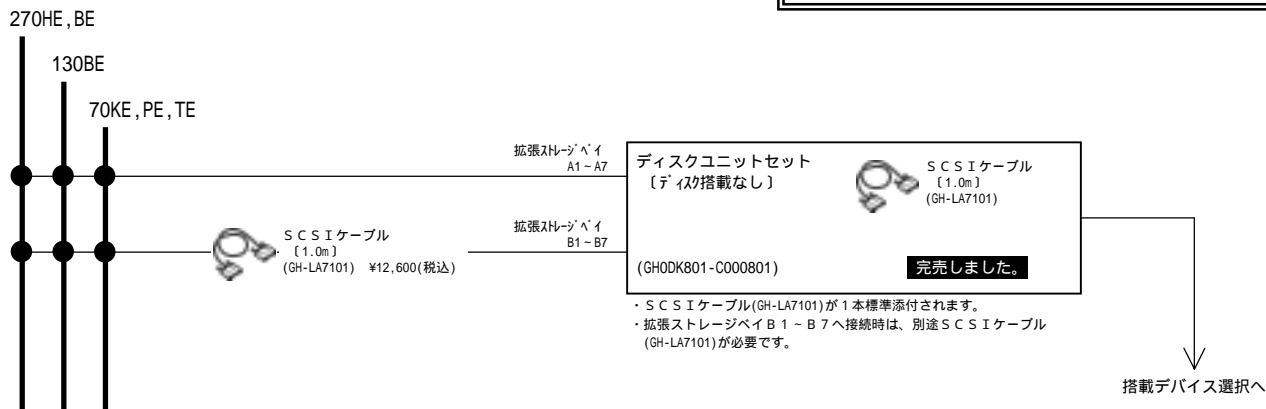 270HE,BE
130BE
70KE,PE,TE
拡張ｽﾄﾚｰｼﾞﾍﾞｲ
A1~A7
ディスクユニットセット
〔ﾃﾞｨｽｸ搭載なし〕
ＳＣＳＩケーブル
〔1.0m〕
(GH-LA7101)
拡張ｽﾄﾚｰｼﾞﾍﾞｲ
B1~B7
ＳＣＳＩケーブル
〔1.0m〕
(GH-LA7101) ¥12,600(税込)
(GH0DK801-C000801)
完売しました。
・ＳＣＳＩケーブル(GH-LA7101)が１本標準添付されます。
・拡張ストレージベイＢ１~Ｂ７へ接続時は、別途ＳＣＳＩケーブル
(GH-LA7101)が必要です。
搭載デバイス選択へ